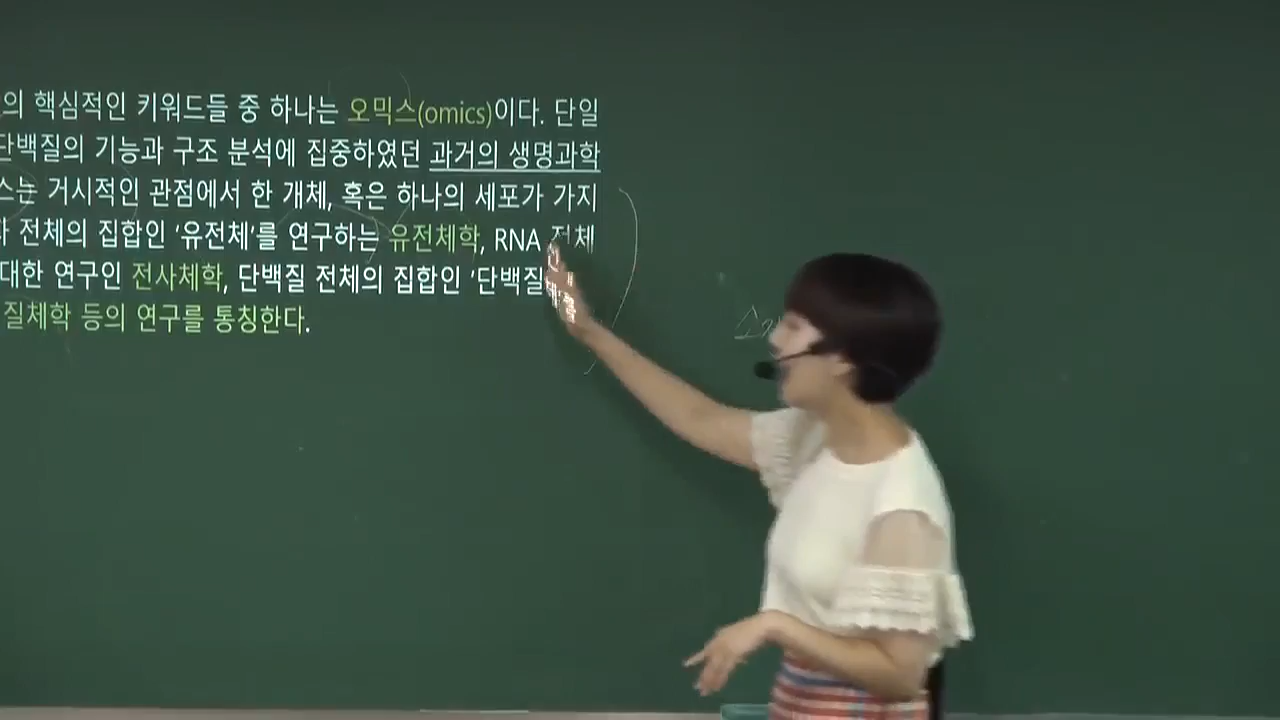 의 핵심적인 키워드들 중 하나는 오믹스(omics)이다. 단일
단백질의 기능과 구조 분석에 집중하였던 과거의 생명과학
스는 거시적인 관점에서 한 개체, 혹은 하나의 세포가 가지
전체의 집합인 ‘유전체’를 연구하는 유전체학, RNA 전체
대한 연구인 전사체학, 단백질 전체의 집합인 ‘단백질
질체학 등의 연구를 통칭한다.